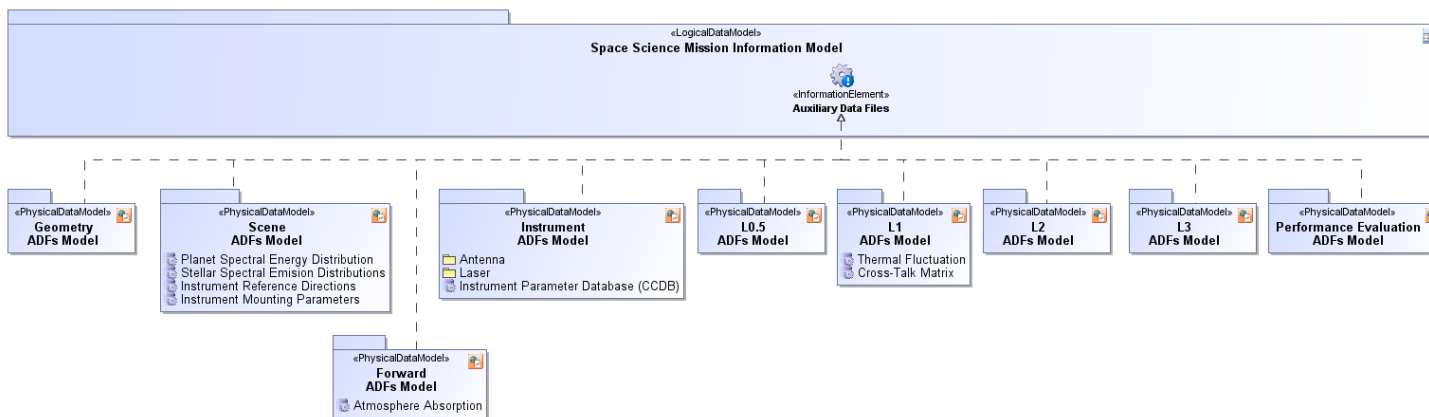 «LogicalDataModel»
Space Science Mission Information Model
«InformationElement»
Auxiliary Data Files
«PhysicalDataModel»
Geometry
ADFs Model
«PhysicalDataModel»
Scene
ADFs Model
Planet Spectral Energy Distribution
Stellar Spectral Emision Distributions
Instrument Reference Directions
Instrument Mounting Parameters
«PhysicalDataModel»
Instrument
ADFs Model
Antenna
Laser
Instrument Parameter Database (CCDB)
«PhysicalDataModel»
L0.5
ADFs Model
«PhysicalDataModel»
L1
ADFs Model
Thermal Fluctuation
Cross-Talk Matrix
«PhysicalDataModel»
L2
ADFs Model
«PhysicalDataModel»
L3
ADFs Model
«PhysicalDataModel»
Performance Evaluation
ADFs Model
«PhysicalDataModel»
Forward
ADFs Model
Atmosphere Absorption